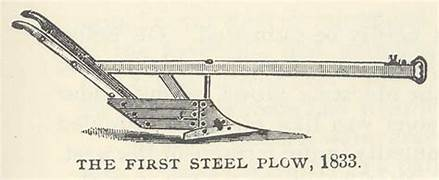 THE FIRST STEEL PLOW, 1833.